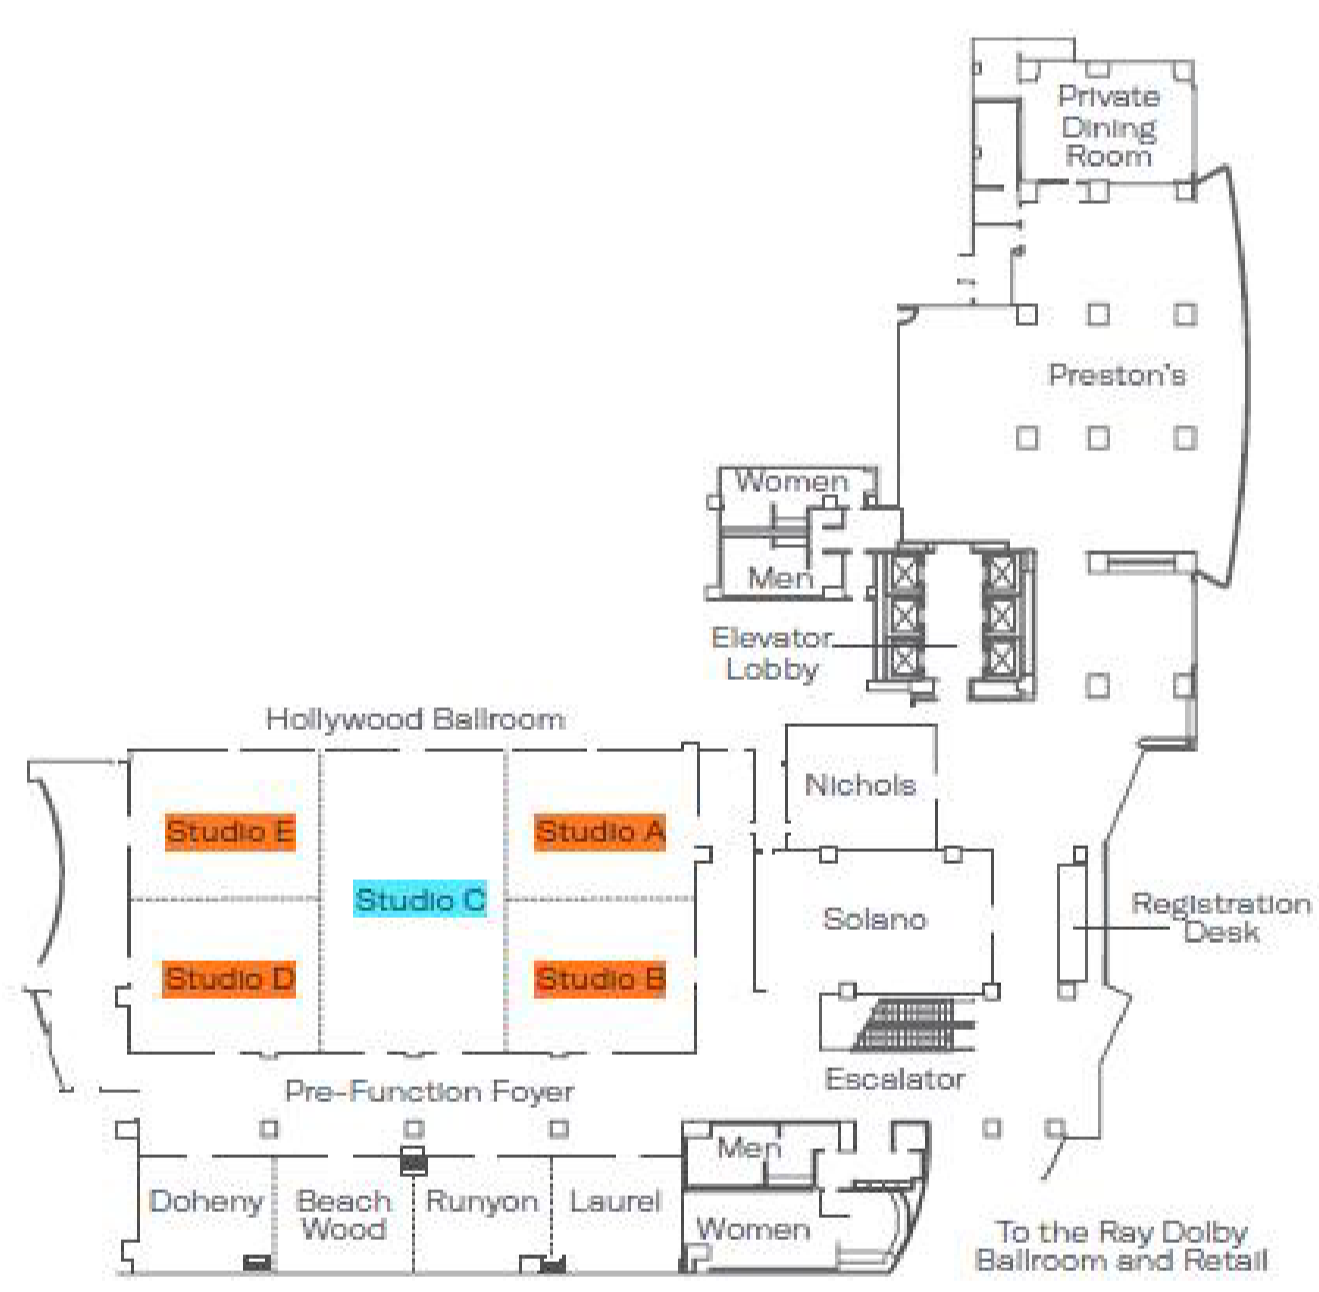 Private
Dining
Room
Preston's
Women
Men
Elevator
Lobby
Hollywood Ballroom
Nichols
Studio E
Studio A
Studio C
Solano
Registration
Desk
Studio D
Studio B
Escalator
Pre-Function Foyer
Men
Doheny
Beach
Wood
Runyon
Laurel
Women
To the Ray Dolby
Ballroom and Retail